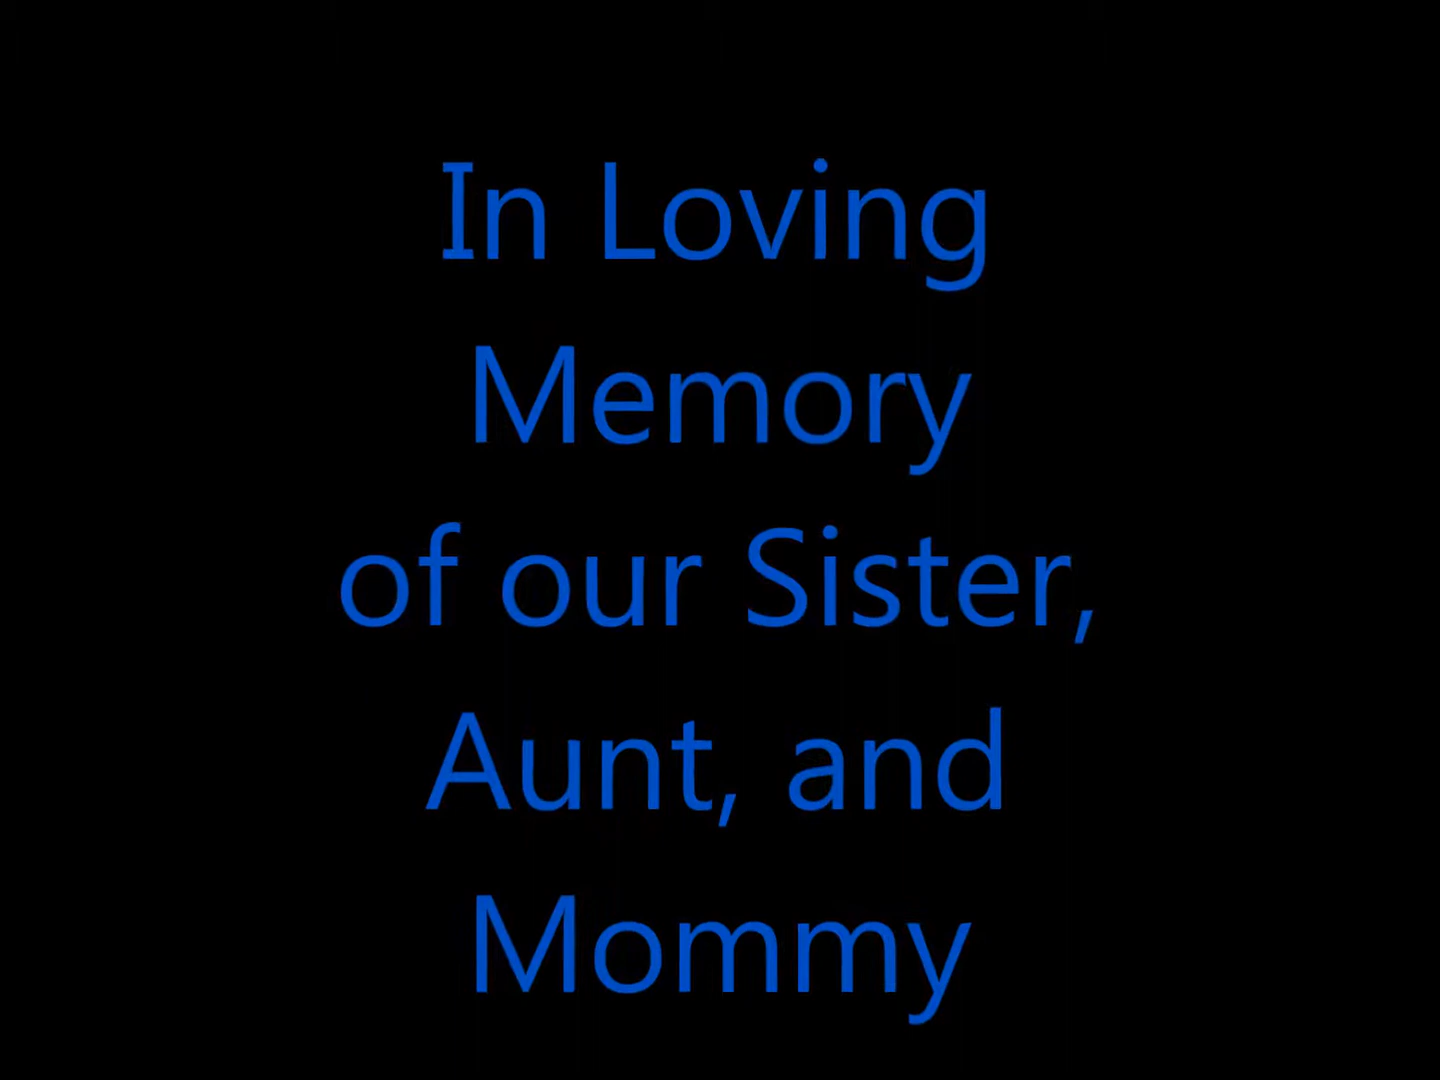 In Loving
Memory
of our Sister,
Aunt, and
Mommy